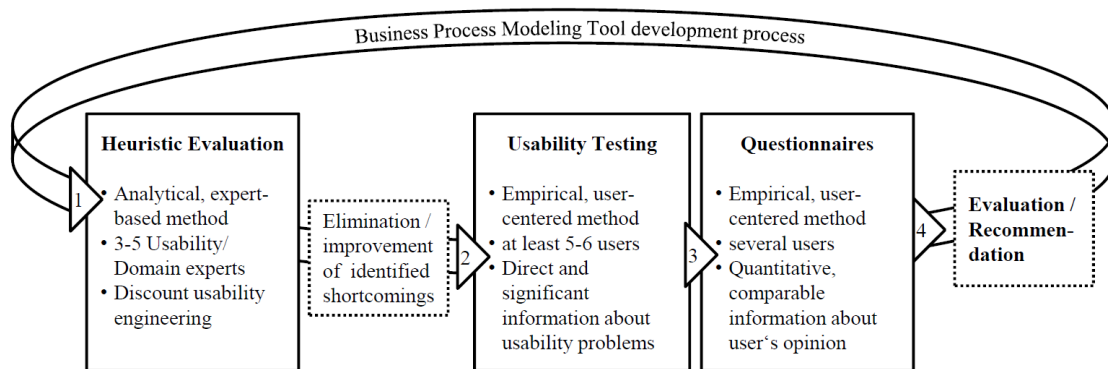 Business Process Modeling Tool development process
1
Heuristic Evaluation
• Analytical, expert-
based method
• 3-5 Usability/
Domain experts
• Discount usability
engineering
Elimination /
improvement
of identified
shortcomings
2
Usability Testing
• Empirical, user-
centered method
• at least 5-6 users
• Direct and
significant
information about
usability problems
3
Questionnaires
• Empirical, user-
centered method
• several users
• Quantitative,
comparable
information about
user‘s opinion
4
Evaluation /
Recommen-
dation